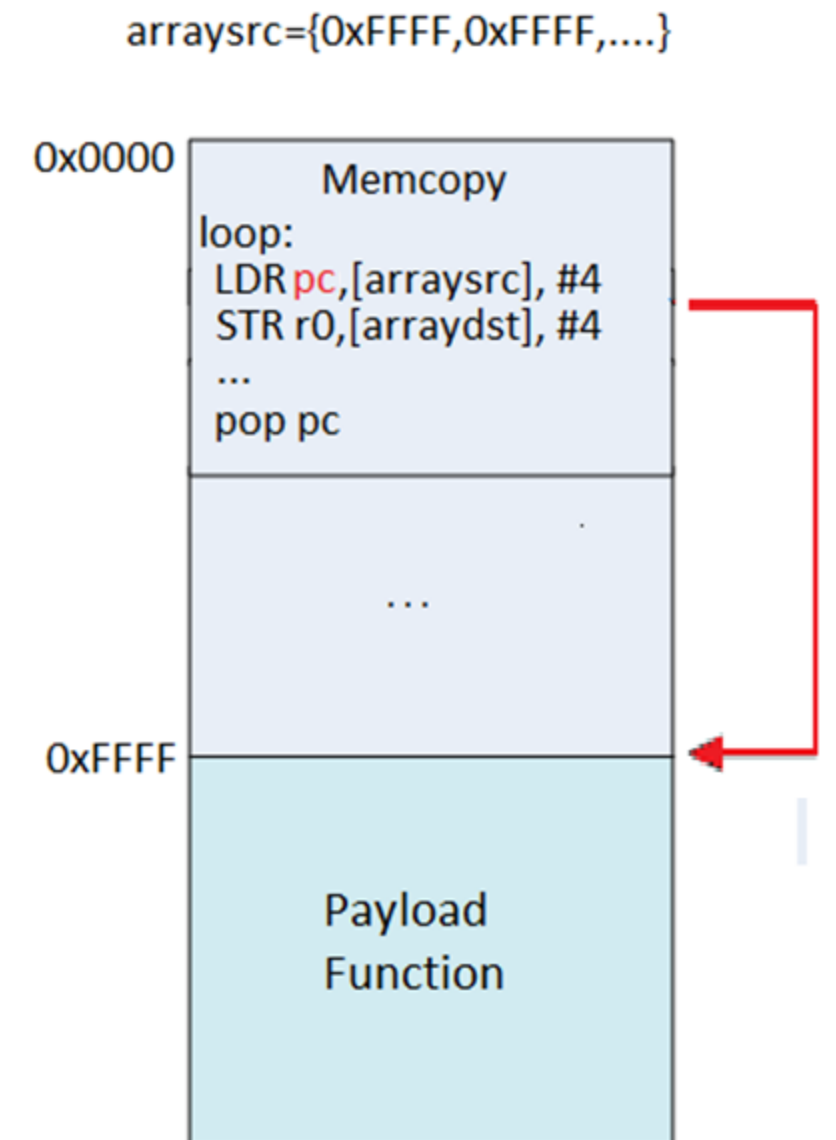 arraysrc={0xFFFF,0xFFFF,....}
0x0000
Memcopy
loop:
LDR pc,[arraysrc], #4
STR r0,[arraydst], #4
...
pop pc
...
0xFFFF
Payload
Function